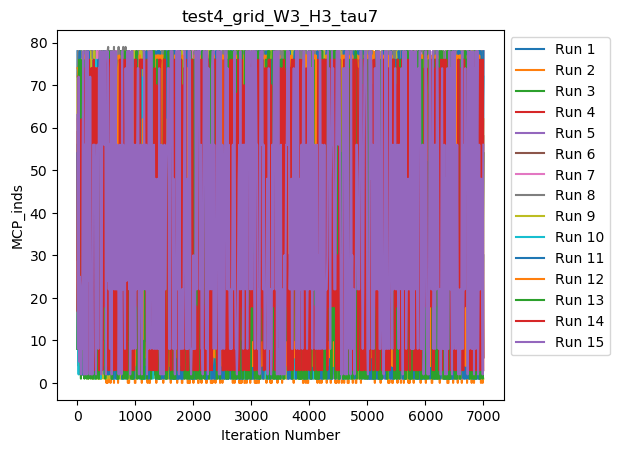 test4_grid_W3_H3_tau7
80
70
60
50
40
30
20
10
0
MCP_inds
0 1000 2000 3000 4000 5000 6000 7000
Iteration Number
Run 1
Run 2
Run 3
Run 4
Run 5
Run 6
Run 7
Run 8
Run 9
Run 10
Run 11
Run 12
Run 13
Run 14
Run 15